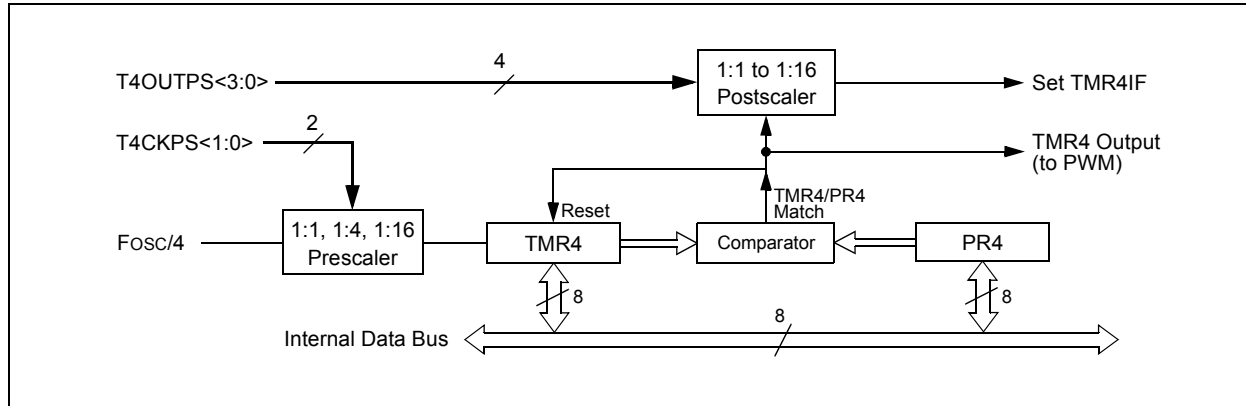 4
T4OUTPS<3:0>
1:1 to 1:16
Postscaler
Set TMR4IF
2
T4CKPS<1:0>
TMR4 Output
(to PWM)
TMR4/PR4
Match
Reset
FOSC/4
1:1, 1:4, 1:16
Prescaler
TMR4
Comparator
PR4
8
8
8
Internal Data Bus